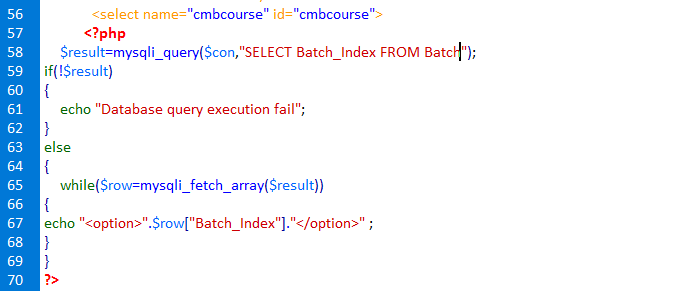 56 <select name="cmbcourse" id="cmbcourse">
57 <?php
58 $result=mysqli_query($con,"SELECT Batch_Index FROM Batch");
59 if(!$result)
60 {
61 echo "Database query execution fail";
62 }
63 else
64 {
65 while($row=mysqli_fetch_array($result))
66 {
67 echo "<option>".$row["Batch_Index"]."</option>" ;
68 }
69 }
70 ?>